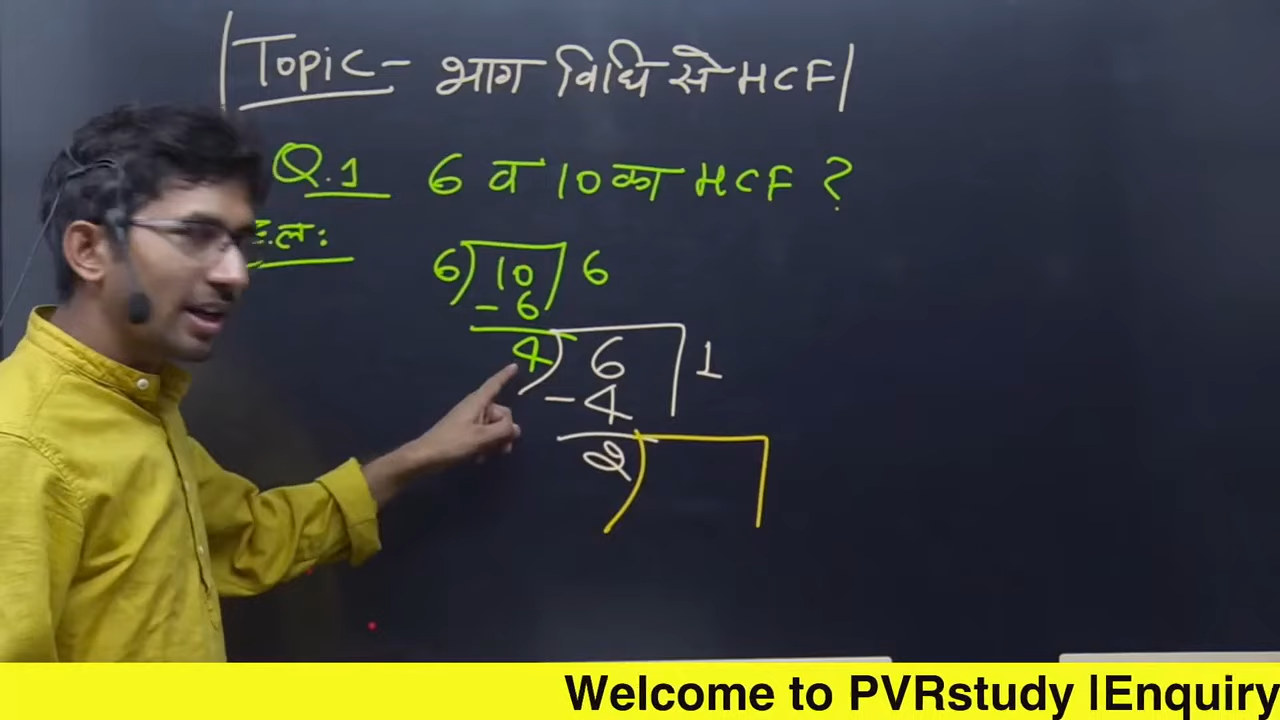 Topic- भाग विधि से HCF
Q.1 6 व 10 का HCF ?
हल:
6) 10 ) 6
- 6
4) 6 | 1
- 4
2)
Welcome to PVRstudy |Enquiry